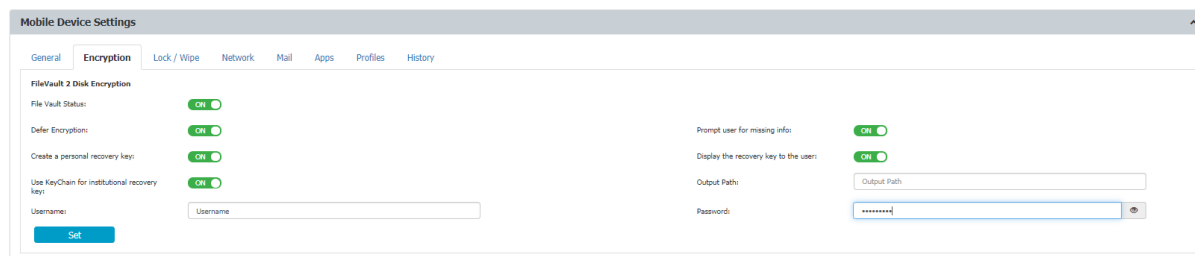 Mobile Device Settings
General Encryption Lock / Wipe Network Mail Apps Profiles History
FileVault 2 Disk Encryption
File Vault Status: ON
Defer Encryption: ON Prompt user for missing info: ON
Create a personal recovery key: ON Display the recovery key to the user: ON
Use KeyChain for institutional recovery
key: ON Output Path: Output Path
Username: Username Password: •••••••••
Set